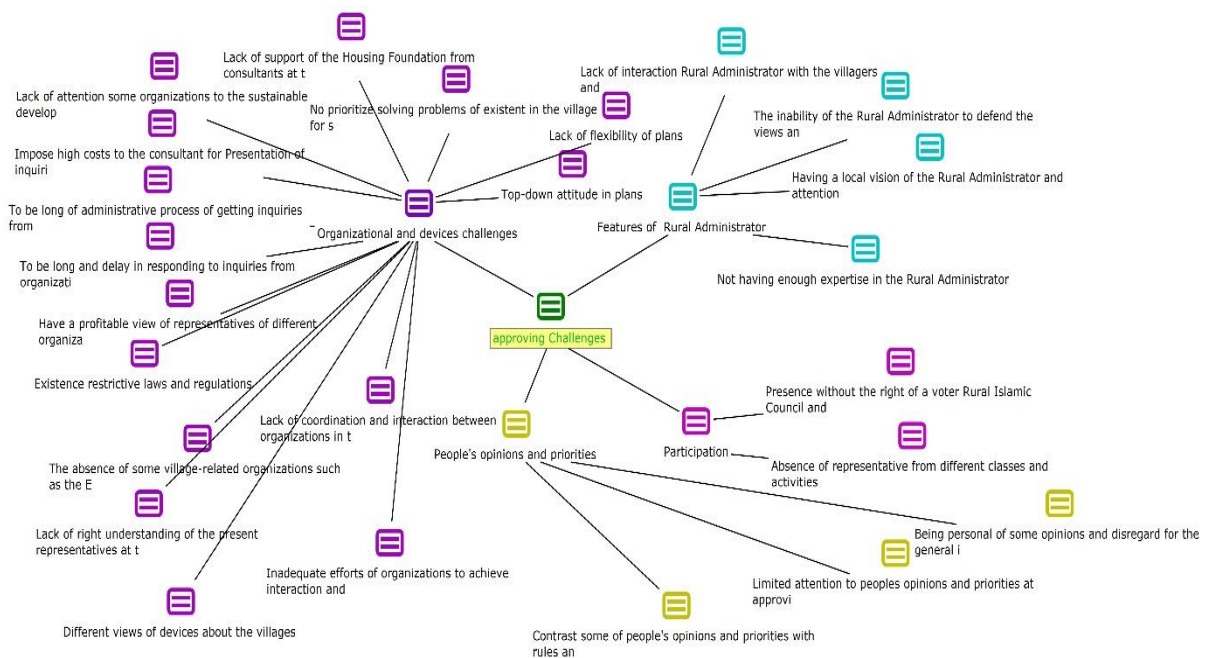 Lack of support of the Housing Foundation from
consultants at t
Lack of attention some organizations to the sustainable
develop
No prioritize solving problems of existent in the village
for s
Lack of flexibility of plans
Impose high costs to the consultant for Presentation of
inquiri
Top-down attitude in plans
To be long of administrative process of getting inquiries
from
Organizational and devices challenges
To be long and delay in responding to inquiries from
organizati
Have a profitable view of representatives of different
organiza
Existence restrictive laws and regulations
Lack of coordination and interaction between
organizations in t
The absence of some village-related organizations such
as the E
Lack of right understanding of the present
representatives at t
Inadequate efforts of organizations to achieve
interaction and
Different views of devices about the villages
Lack of interaction Rural Administrator with the villagers
and
The inability of the Rural Administrator to defend the
views an
Having a local vision of the Rural Administrator and
attention
Features of Rural Administrator
Not having enough expertise in the Rural Administrator
approving Challenges
Presence without the right of a voter Rural Islamic
Council and
Participation
Absence of representative from different classes and
activities
People's opinions and priorities
Being personal of some opinions and disregard for the
general i
Limited attention to peoples opinions and priorities at
approvi
Contrast some of people's opinions and priorities with
rules an